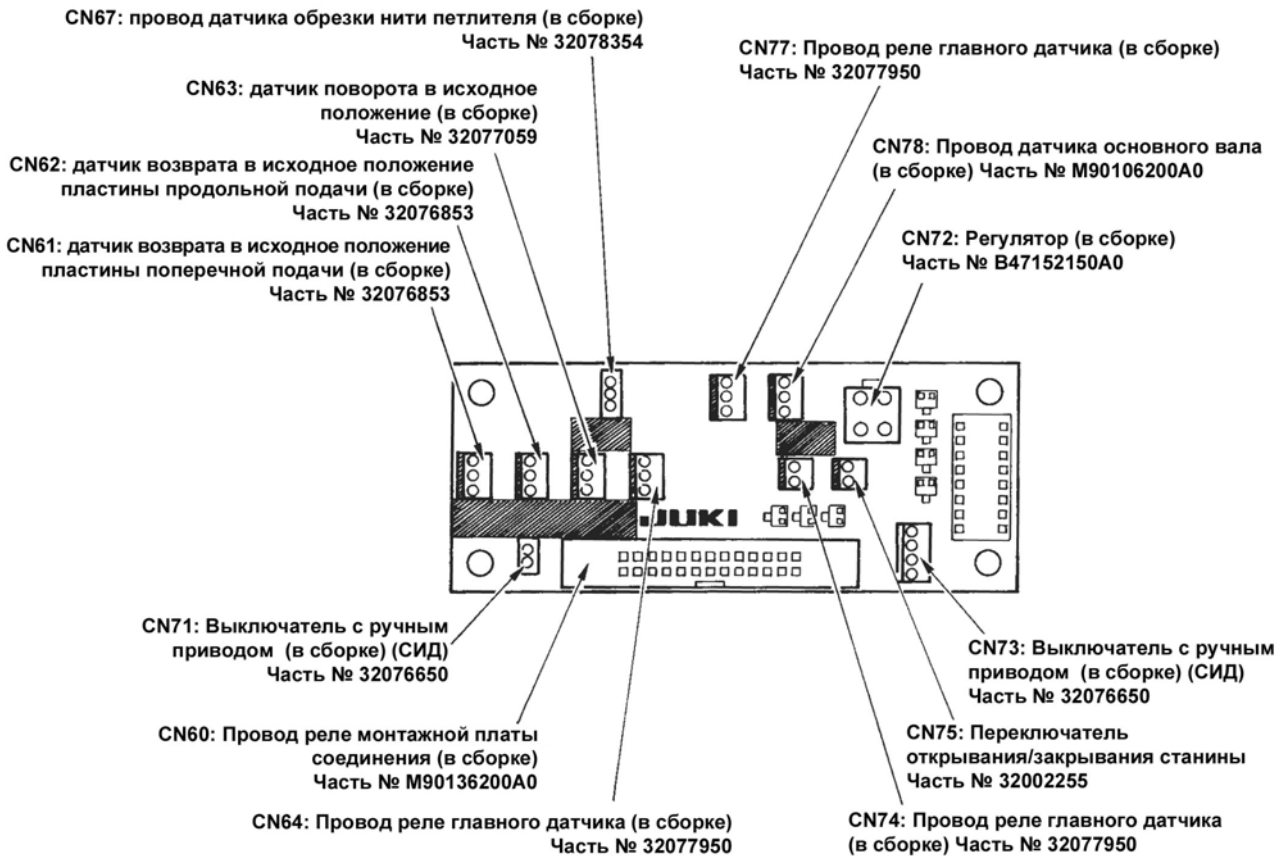 CN67: провод датчика обрезки нити петлителя (в сборке)
Часть № 32078354
CN77: Провод реле главного датчика (в сборке)
Часть № 32077950
CN63: датчик поворота в исходное
положение (в сборке)
Часть № 32077059
CN78: Провод датчика основного вала
(в сборке) Часть № M90106200A0
CN62: датчик возврата в исходное положение
пластины продольной подачи (в сборке)
Часть № 32076853
CN72: Регулятор (в сборке)
Часть № B47152150A0
CN61: датчик возврата в исходное положение
пластины поперечной подачи (в сборке)
Часть № 32076853
JUKI
CN71: Выключатель с ручным
приводом (в сборке) (СИД)
Часть № 32076650
CN73: Выключатель с ручным
приводом (в сборке) (СИД)
Часть № 32076650
CN60: Провод реле монтажной платы
соединения (в сборке)
Часть № M90136200A0
CN75: Переключатель
открывания/закрывания станины
Часть № 32002255
CN64: Провод реле главного датчика (в сборке)
Часть № 32077950
CN74: Провод реле главного датчика
(в сборке) Часть № 32077950